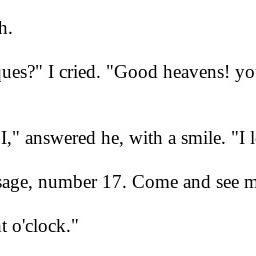 h.
ques?" I cried. "Good heavens! yo
I," answered he, with a smile. "I l
sage, number 17. Come and see m
t o'clock."